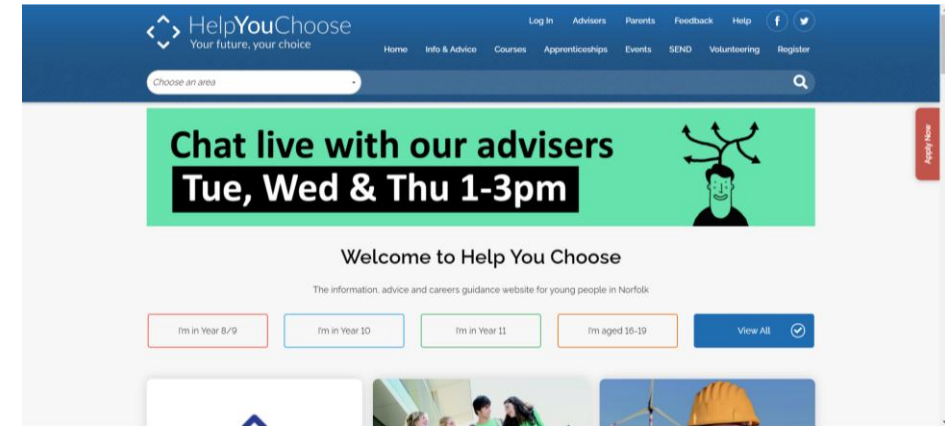 HelpYouChoose
Your future, your choice
Log In Advisers Parents Feedback Help
Home Info & Advice Courses Apprenticeships Events SEND Volunteering Register
Choose an area
Apply Now
Chat live with our advisers
Tue, Wed & Thu 1-3pm
Welcome to Help You Choose
The information, advice and careers guidance website for young people in Norfolk
I'm in Year 8/9 I'm in Year 10 I'm in Year 11 I'm aged 16-19 View All